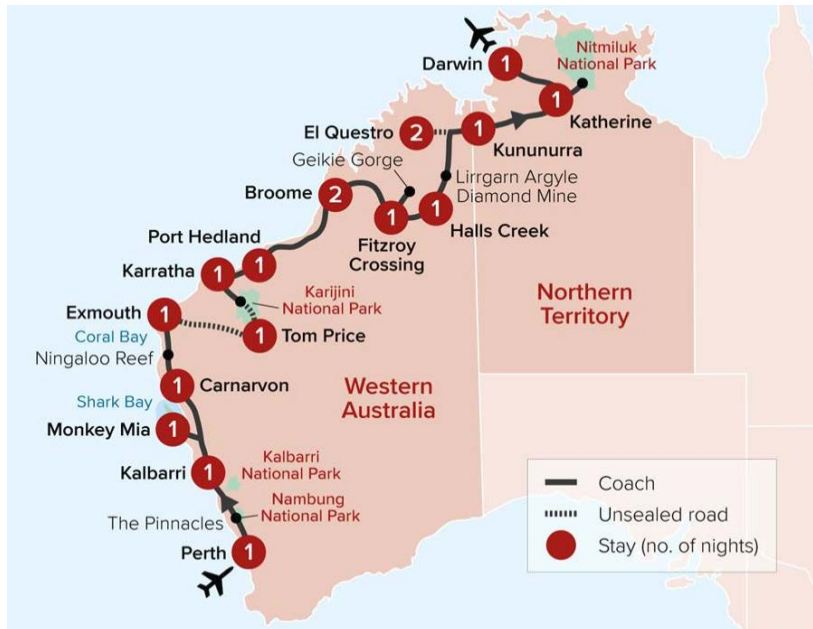 Nitmiluk
National Park
Darwin
1
1
Katherine
El Questro
2
1
Kununurra
Geikie Gorge
Lirrgarn Argyle
Diamond Mine
Broome
2
1
1
Halls Creek
Fitzroy
Crossing
Port Hedland
Karratha
1
1
Karijini
National Park
Northern
Territory
Exmouth
1
Coral Bay
Ningaloo Reef
1
Tom Price
1
Carnarvon
Western
Australia
Shark Bay
Monkey Mia
1
Kalbarri
1
Kalbarri
National Park
Nambung
National Park
The Pinnacles
Perth
1
Coach
Unsealed road
Stay (no. of nights)